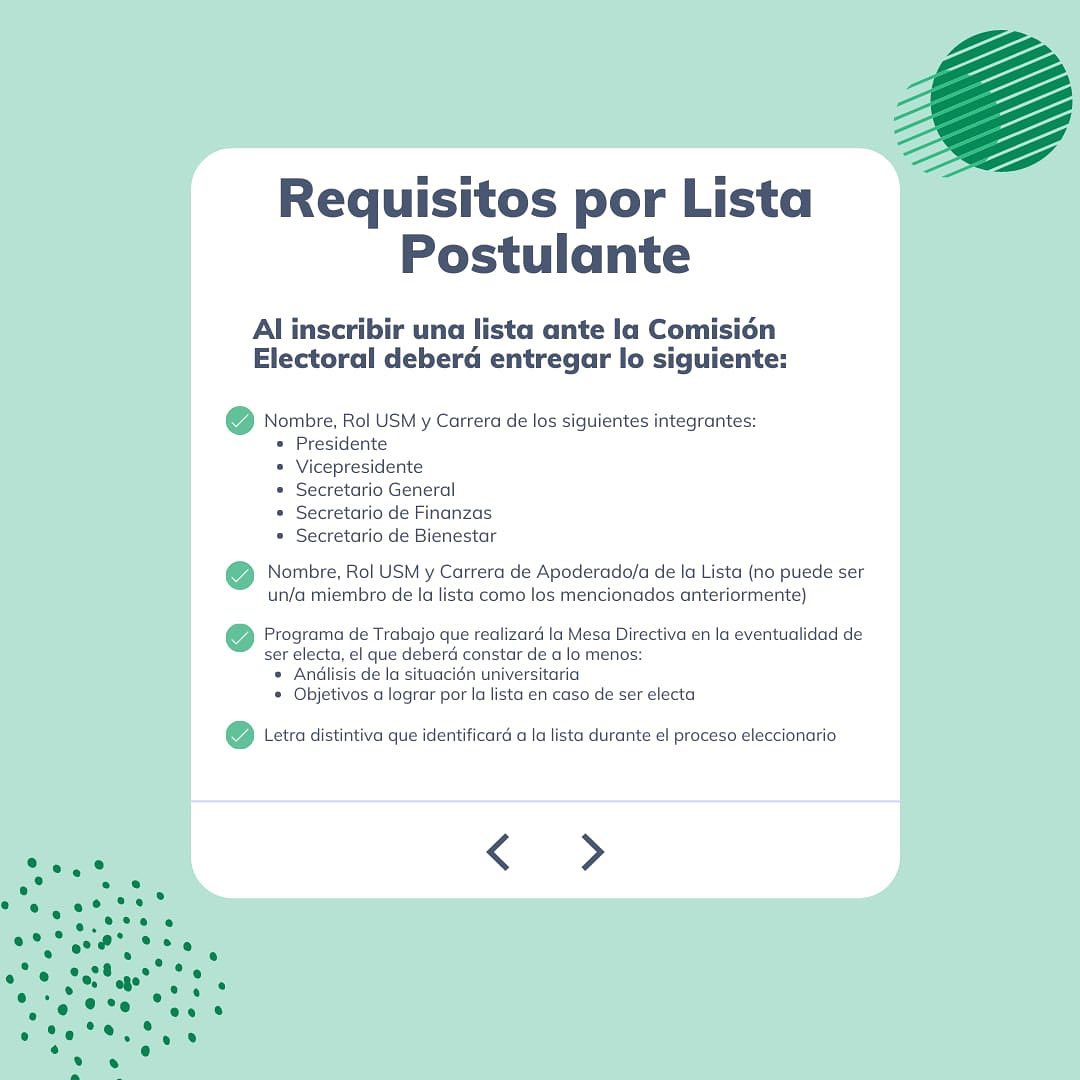 Requisitos por Lista
Postulante
Al inscribir una lista ante la Comisión
Electoral deberá entregar lo siguiente:
Nombre, Rol USM y Carrera de los siguientes integrantes:
• Presidente
• Vicepresidente
• Secretario General
• Secretario de Finanzas
• Secretario de Bienestar
Nombre, Rol USM y Carrera de Apoderado/a de la Lista (no puede ser
un/a miembro de la lista como los mencionados anteriormente)
Programa de Trabajo que realizará la Mesa Directiva en la eventualidad de
ser electa, el que deberá constar de a lo menos:
• Análisis de la situación universitaria
• Objetivos a lograr por la lista en caso de ser electa
Letra distintiva que identificará a la lista durante el proceso eleccionario